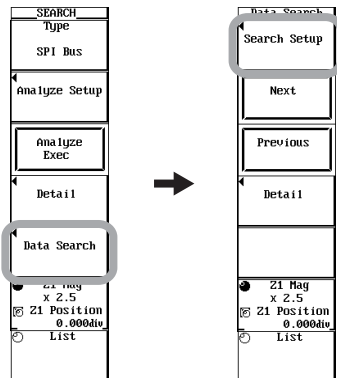 SEARCH
Type
SPI Bus
Analyze Setup
Analyze
Exec
Detail
Data Search
Z1 Mag
x 2.5
Z1 Position
0.000div
List
Data Search
Search Setup
Next
Previous
Detail
Z1 Mag
x 2.5
Z1 Position
0.000div
List